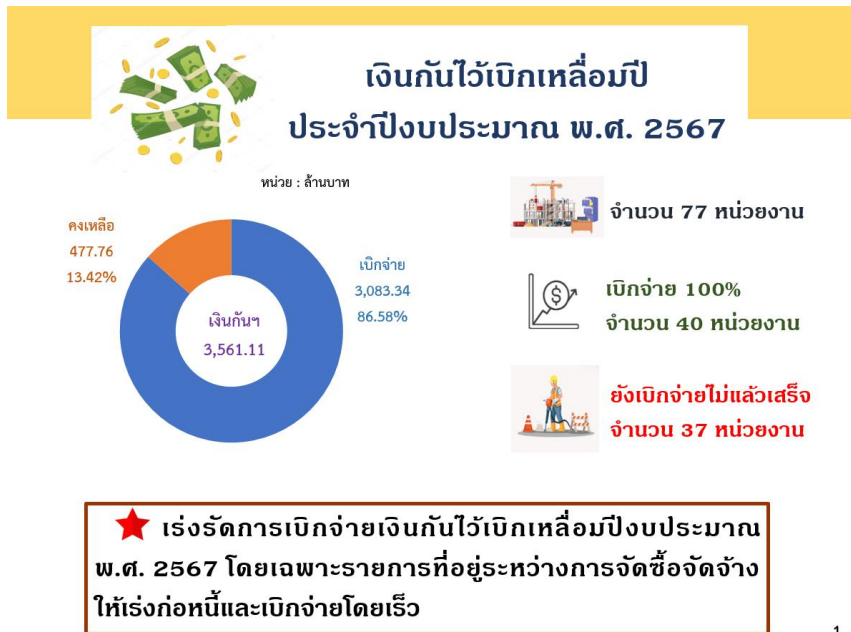 เงินกันไว้เบิกเหลื่อมปี
ประจำปีงบประมาณ พ.ศ. 2567
หน่วย : ล้านบาท
คงเหลือ
477.76
13.42%
เบิกจ่าย
3,083.34
86.58%
เงินกันฯ
3,561.11
จำนวน 77 หน่วยงาน
เบิกจ่าย 100%
จำนวน 40 หน่วยงาน
ยังเบิกจ่ายไม่แล้วเสร็จ
จำนวน 37 หน่วยงาน
เร่งรัดการเบิกจ่ายเงินกันไว้เบิกเหลื่อมปีงบประมาณ
พ.ศ. 2567 โดยเฉพาะรายการที่อยู่ระหว่างการจัดซื้อจัดจ้าง
ให้เร่งก่อหนี้และเบิกจ่ายโดยเร็ว
1